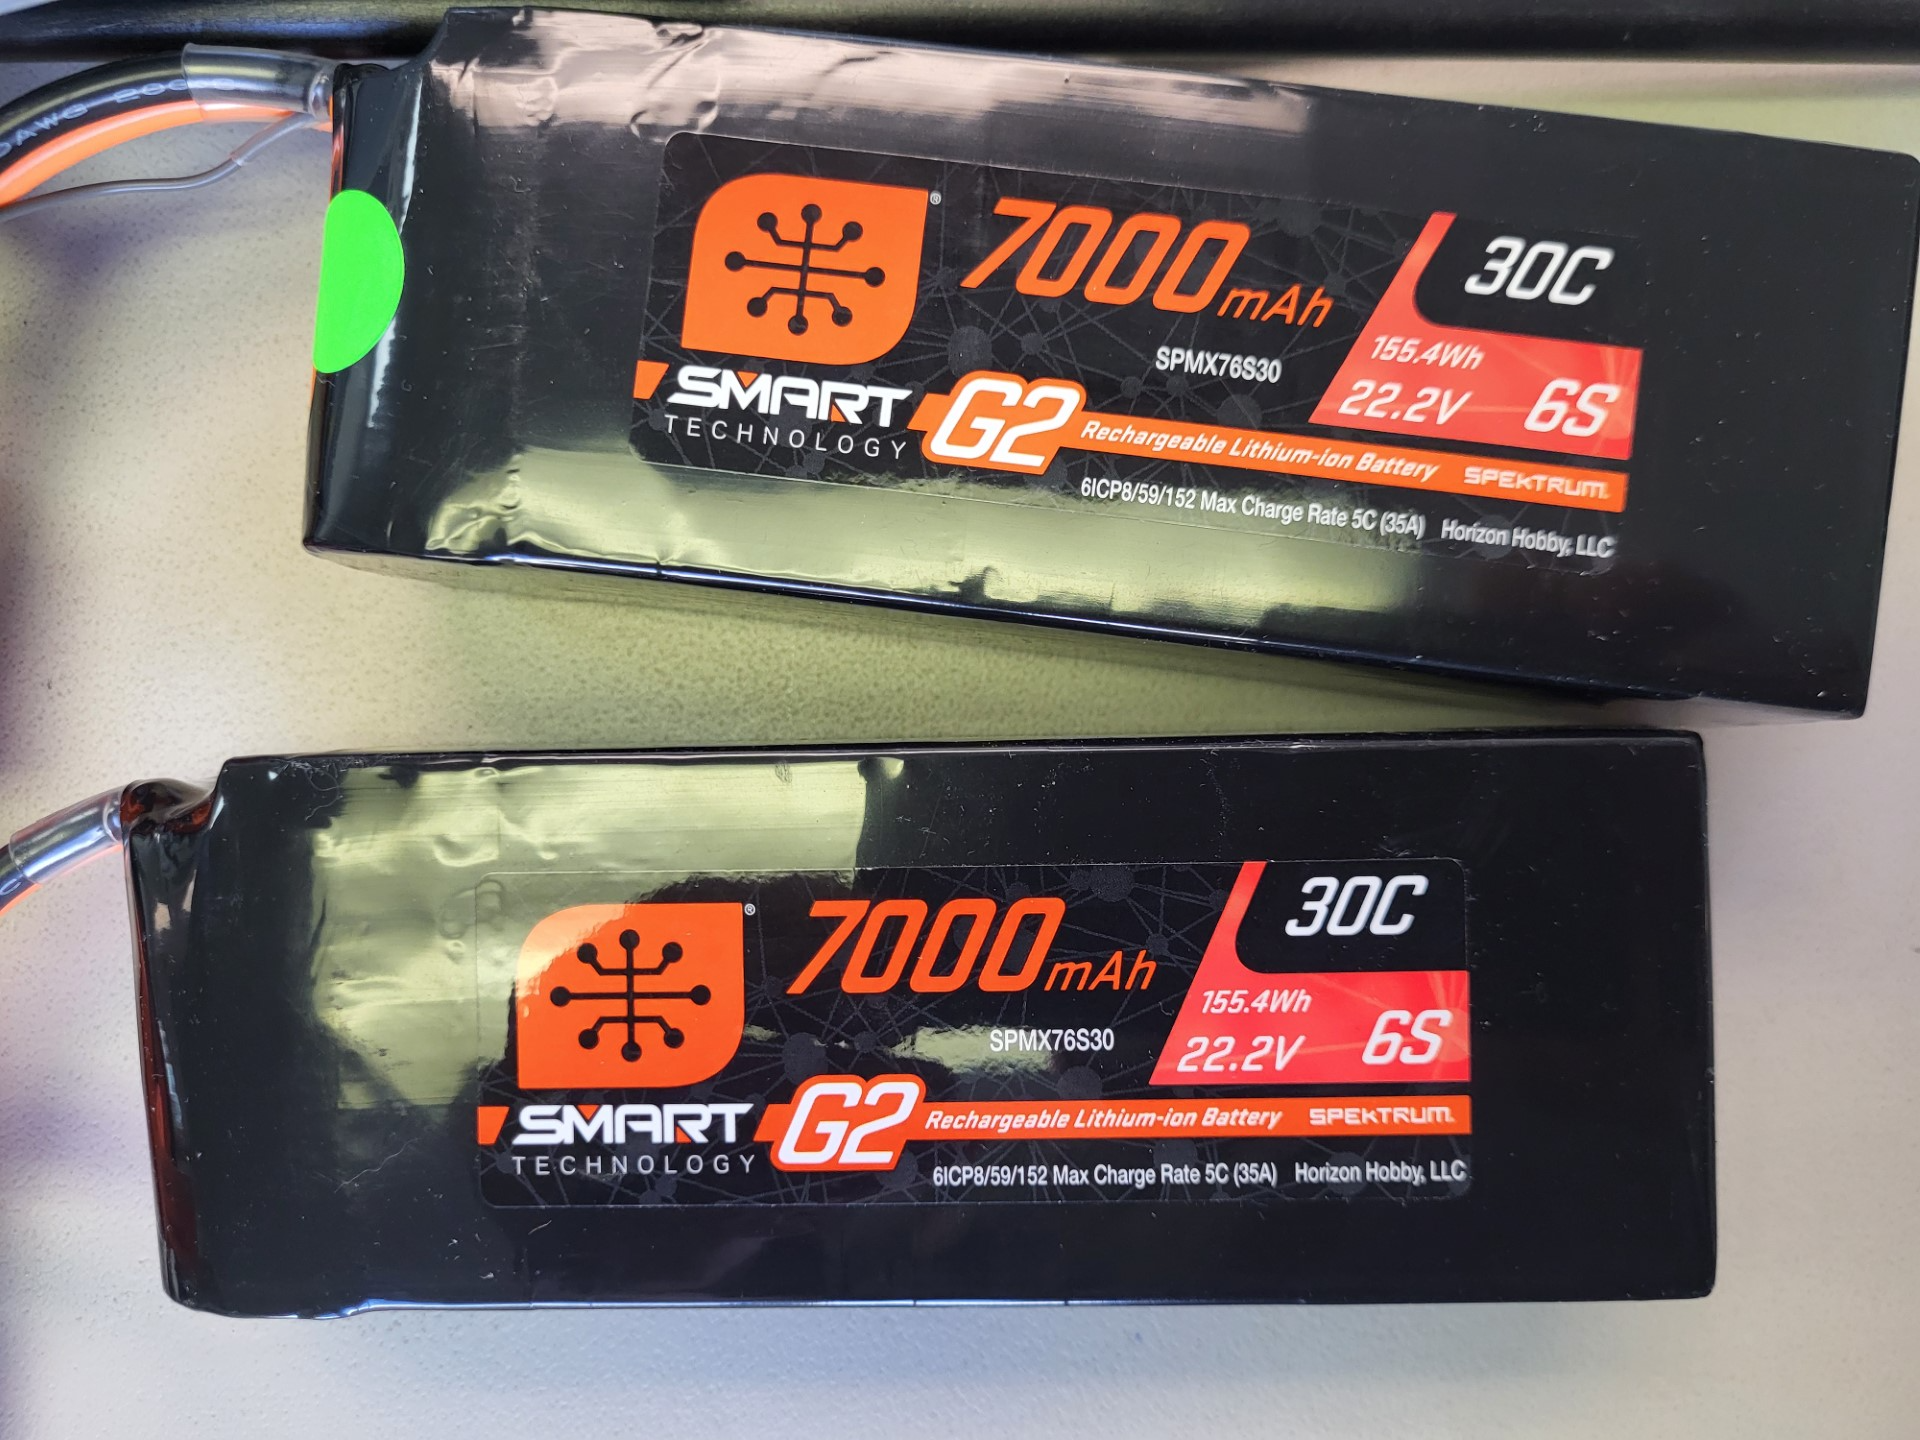 AWG
®
7000mAh
30C
SPMX76S30
155.4Wh
22.2V 6S
SMART
TECHNOLOGY
G2 Rechargeable Lithium-ion Battery SPEKTRUM
6ICP8/59/152 Max Charge Rate 5C (35A) Horizon Hobby, LLC
®
7000mAh
30C
SPMX76S30
155.4Wh
22.2V 6S
SMART
TECHNOLOGY
G2 Rechargeable Lithium-ion Battery SPEKTRUM.
6ICP8/59/152 Max Charge Rate 5C (35A) Horizon Hobby, LLC